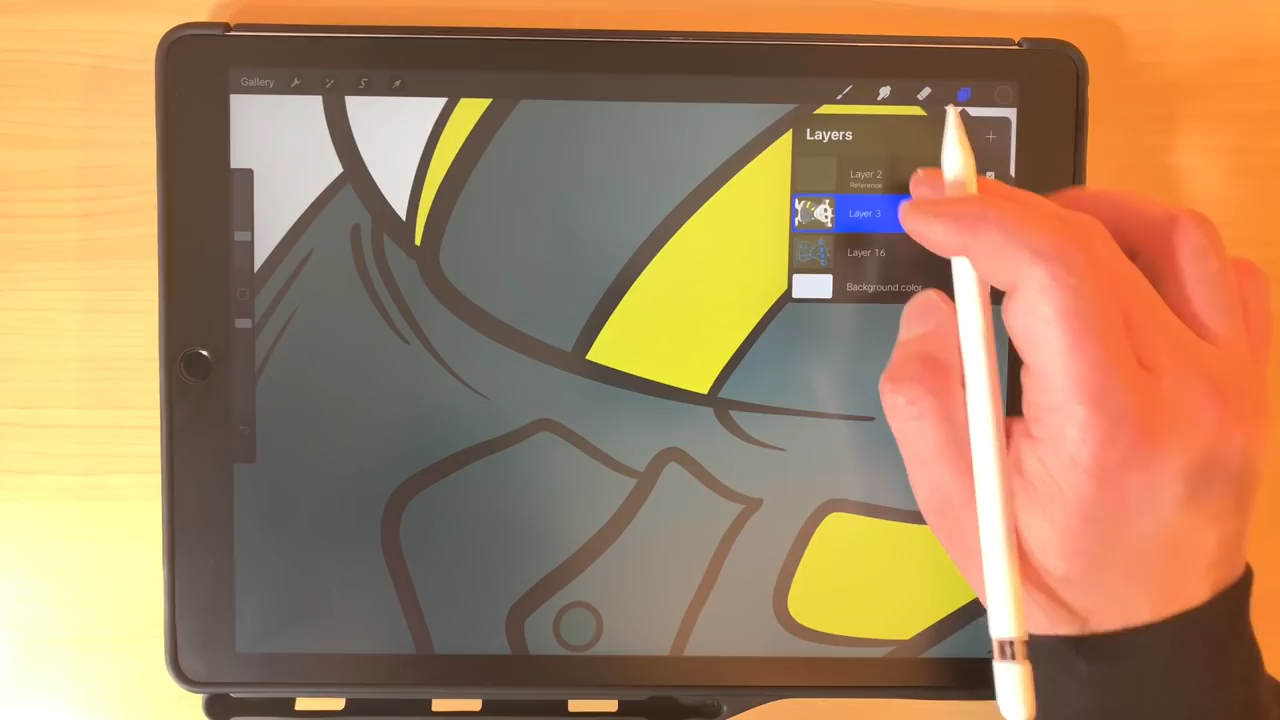 Gallery
Layers
Layer 2
Reference
Layer 3
Layer 16
Background color